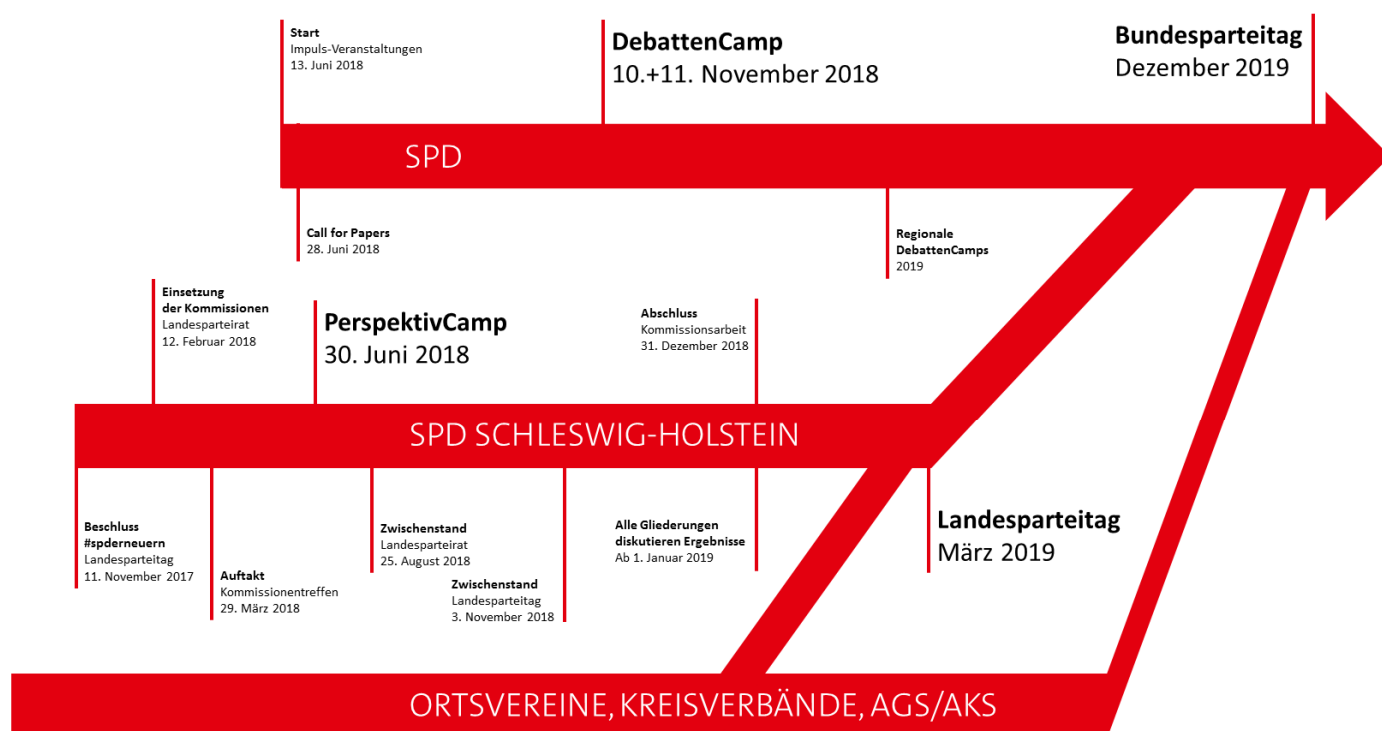 Start
Impuls-Veranstaltungen
13. Juni 2018
DebattenCamp
10.+11. November 2018
Bundesparteitag
Dezember 2019
SPD
Call for Papers
28. Juni 2018
Regionale
DebattenCamps
2019
Einsetzung
der Kommissionen
Landesparteirat
12. Februar 2018
PerspektivCamp
30. Juni 2018
Abschluss
Kommissionsarbeit
31. Dezember 2018
SPD SCHLESWIG-HOLSTEIN
Beschluss
#spderneuern
Landesparteitag
11. November 2017
Auftakt
Kommissionentreffen
29. März 2018
Zwischenstand
Landesparteirat
25. August 2018
Zwischenstand
Landesparteitag
3. November 2018
Alle Gliederungen
diskutieren Ergebnisse
Ab 1. Januar 2019
Landesparteitag
März 2019
ORTSVEREINE, KREISVERBÄNDE, AGS/AKS